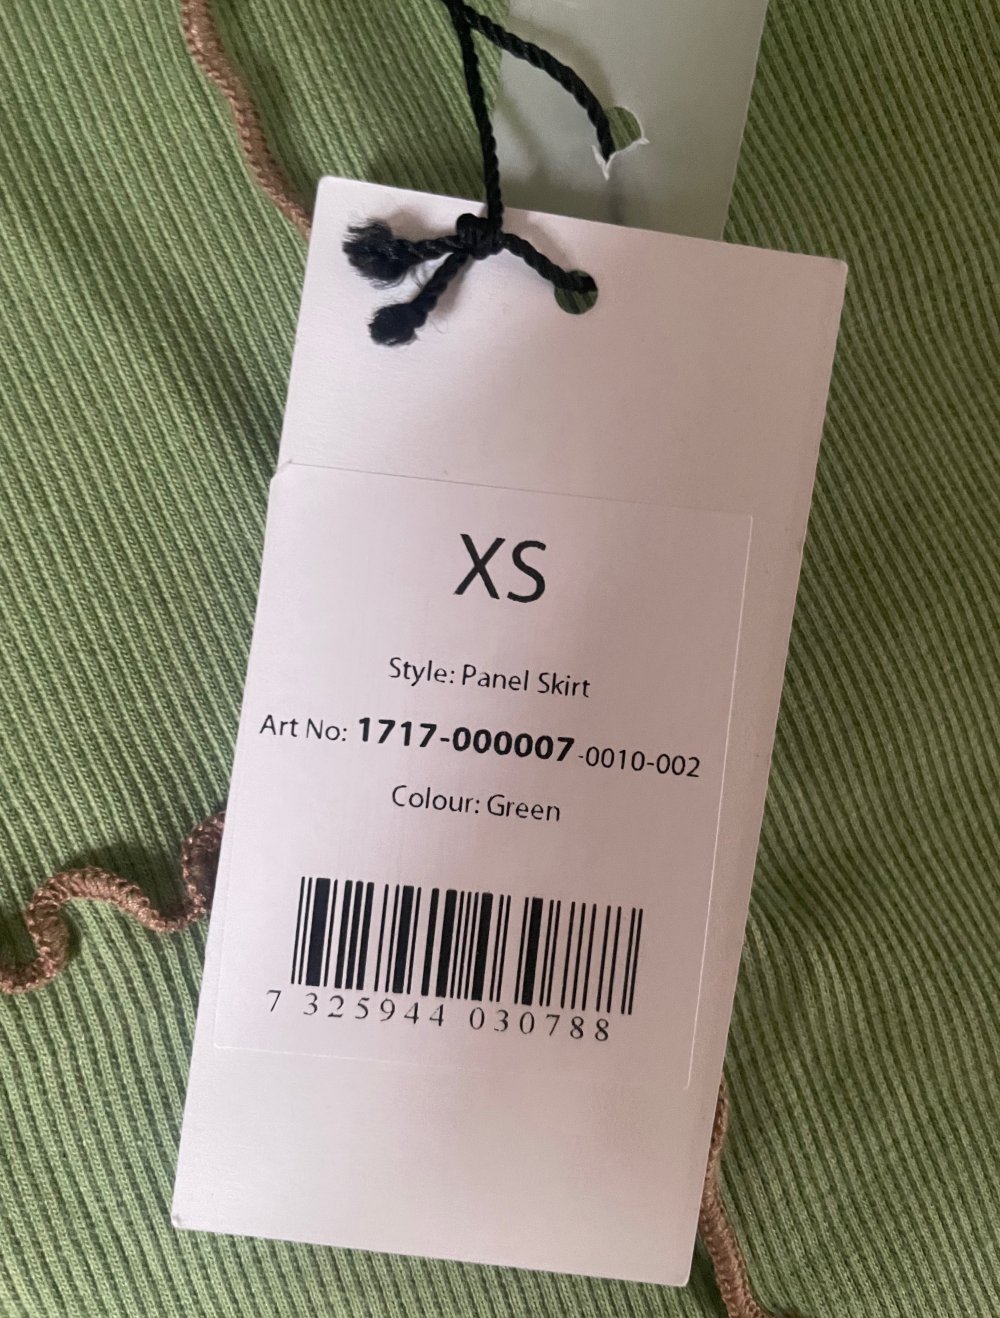 XS
Style: Panel Skirt
Art No: 1717-000007-0010-002
Colour: Green
7 325944 030788